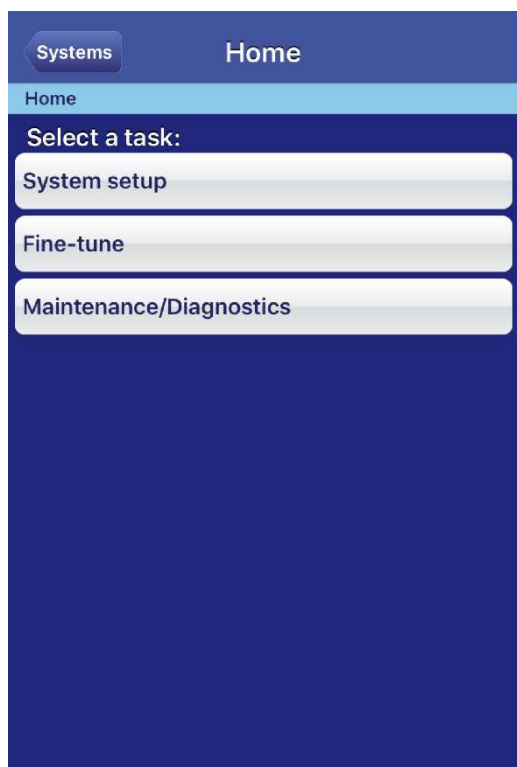 Systems
Home
Home
Select a task:
System setup
Fine-tune
Maintenance/Diagnostics